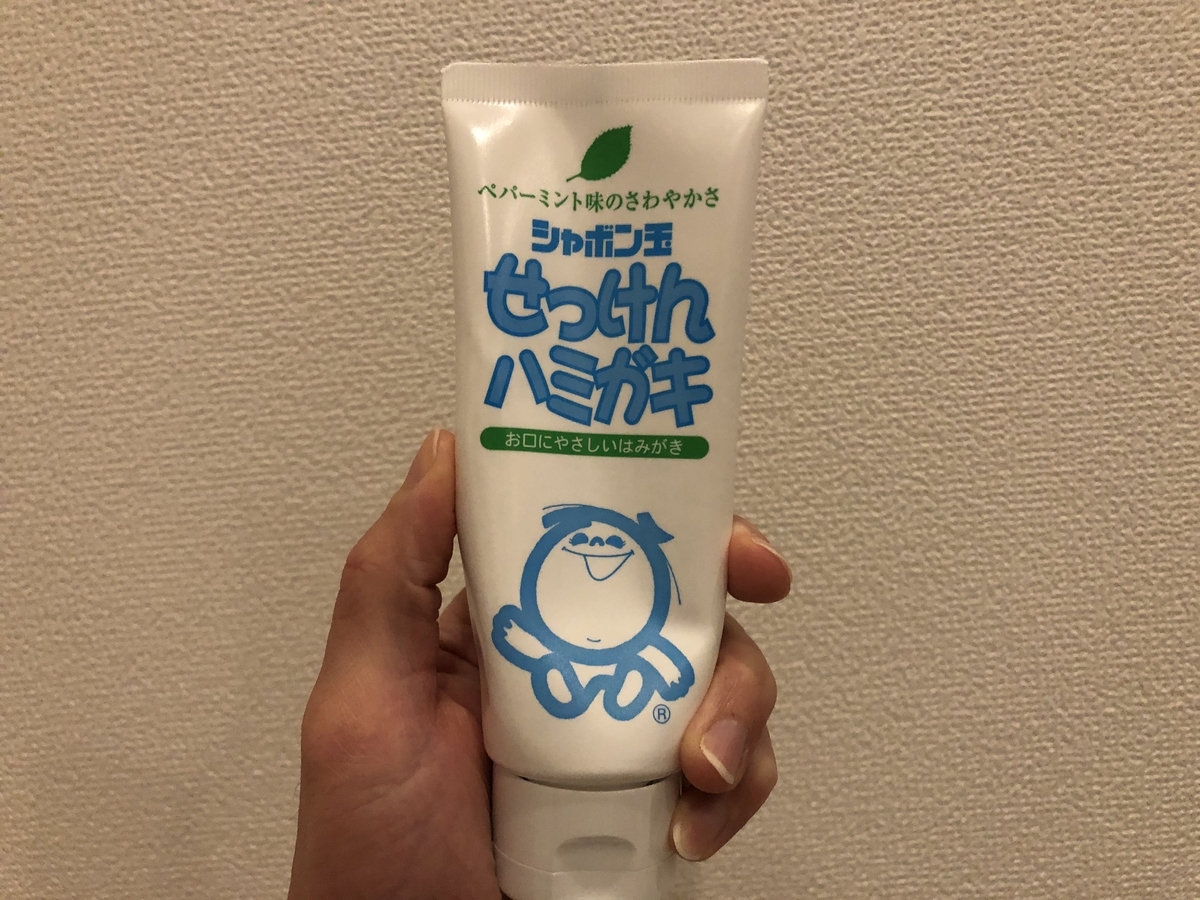 ペパーミント味のさわやかさ
シャボン玉
せっけん
ハミガキ
お口にやさしいはみがき
®